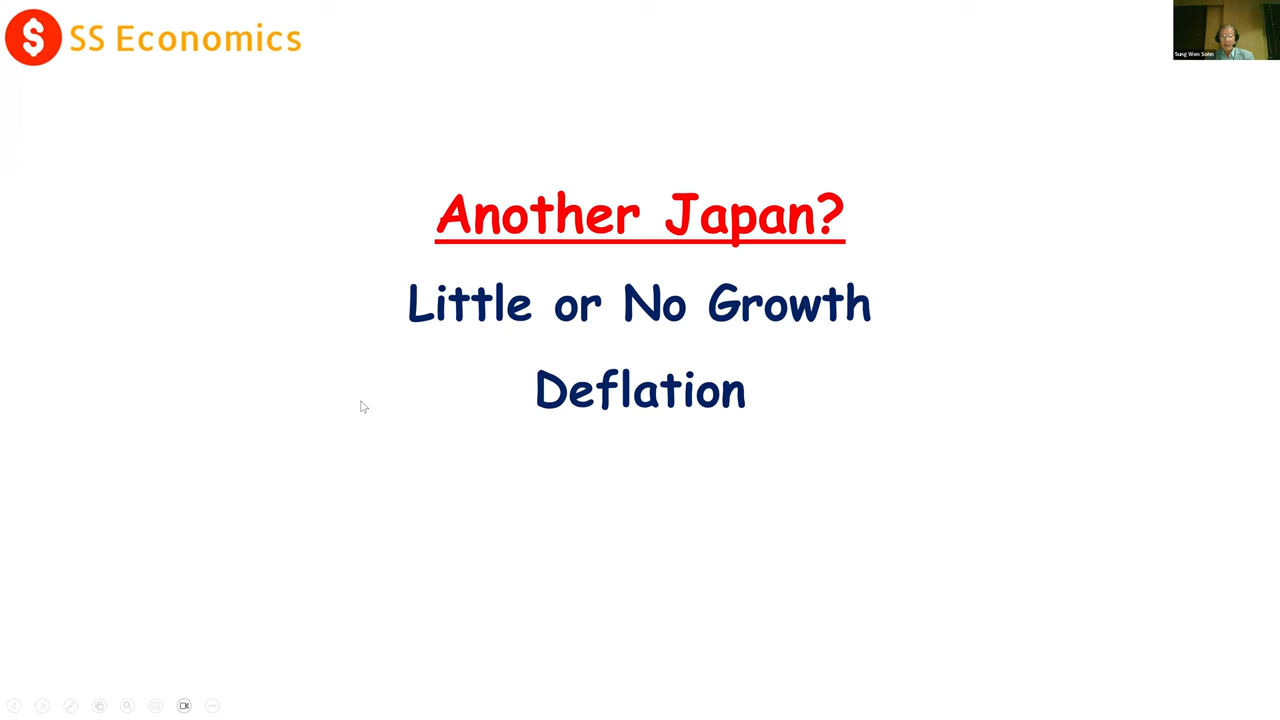 SS Economics
Sung Won Sohn
Another Japan?
Little or No Growth
Deflation